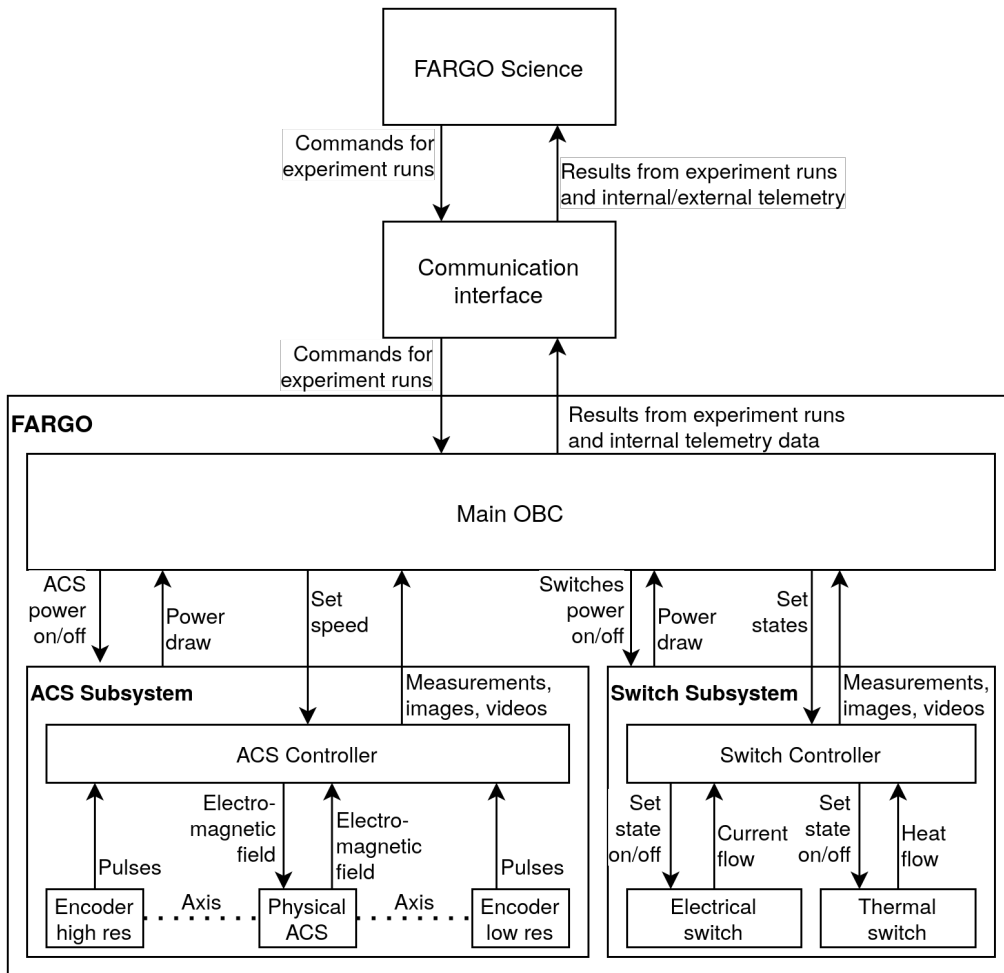 FARGO Science
Commands for
experiment runs
Results from experiment runs
and internal/external telemetry
Communication
interface
Commands for
experiment runs
FARGO
Results from experiment runs
and internal telemetry data
Main OBC
ACS
power
on/off
Power
draw
Set
speed
Switches
power
on/off
Power
draw
Set
states
ACS Subsystem
Measurements,
images, videos
Switch Subsystem
Measurements,
images, videos
ACS Controller
Switch Controller
Pulses
Electro-
magnetic
field
Electro-
magnetic
field
Pulses
Set
state
on/off
Current
flow
Set
state
on/off
Heat
flow
Encoder
high res
Axis
Physical
ACS
Axis
Encoder
low res
Electrical
switch
Thermal
switch